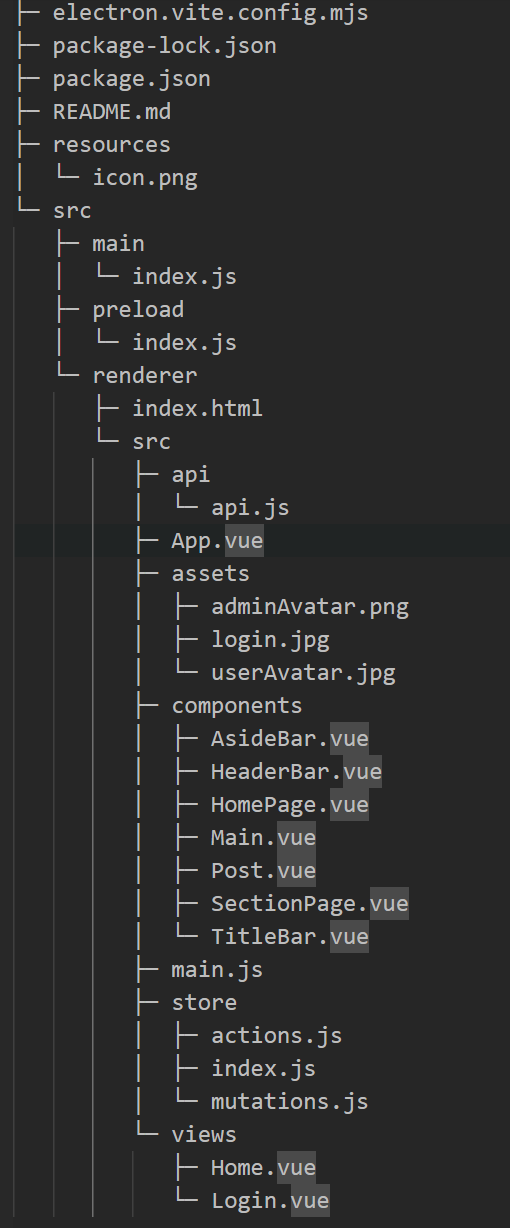 ├─ electron.vite.config.mjs
├─ package-lock.json
├─ package.json
├─ README.md
├─ resources
│  └─ icon.png
└─ src
   ├─ main
   │  └─ index.js
   ├─ preload
   │  └─ index.js
   └─ renderer
      ├─ index.html
      └─ src
         ├─ api
         │  └─ api.js
         ├─ App.vue
         ├─ assets
         │  ├─ adminAvatar.png
         │  ├─ login.jpg
         │  └─ userAvatar.jpg
         ├─ components
         │  ├─ AsideBar.vue
         │  ├─ HeaderBar.vue
         │  ├─ HomePage.vue
         │  ├─ Main.vue
         │  ├─ Post.vue
         │  ├─ SectionPage.vue
         │  └─ TitleBar.vue
         ├─ main.js
         ├─ store
         │  ├─ actions.js
         │  ├─ index.js
         │  └─ mutations.js
         └─ views
            ├─ Home.vue
            └─ Login.vue